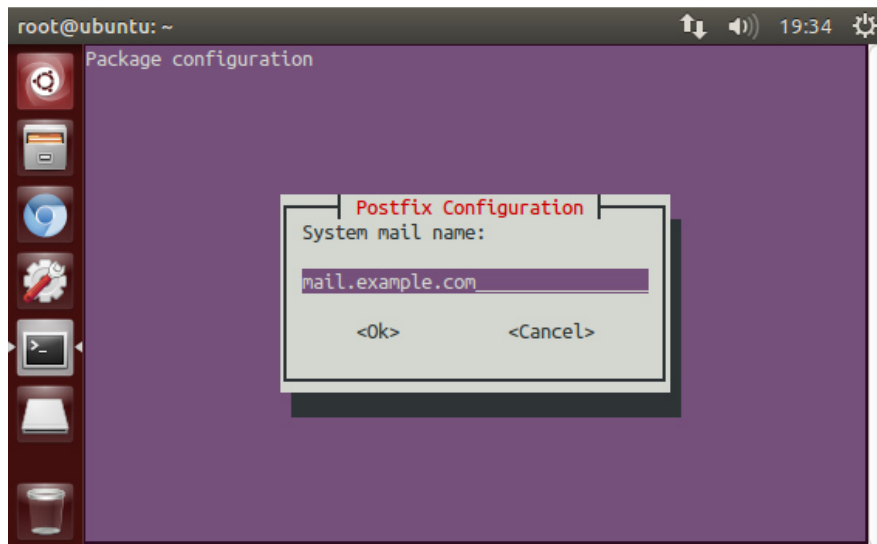 root@ubuntu: ~ 19:34
Package configuration
Postfix Configuration
System mail name:
mail.example.com
<Ok> <Cancel>
>_